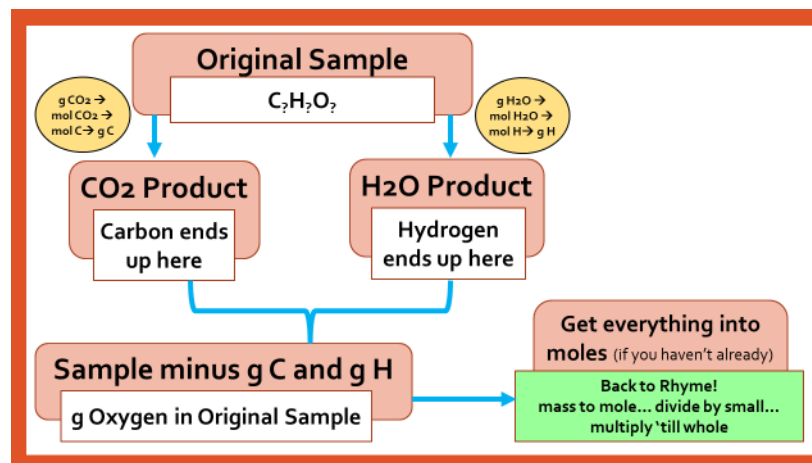 Original Sample
C?H?O?
g CO2 →
mol CO2 →
mol C→ g C
g H2O →
mol H2O →
mol H→ g H
CO2 Product
Carbon ends
up here
H2O Product
Hydrogen
ends up here
Sample minus g C and g H
g Oxygen in Original Sample
Get everything into
moles (if you haven't already)
Back to Rhyme!
mass to mole... divide by small...
multiply 'till whole